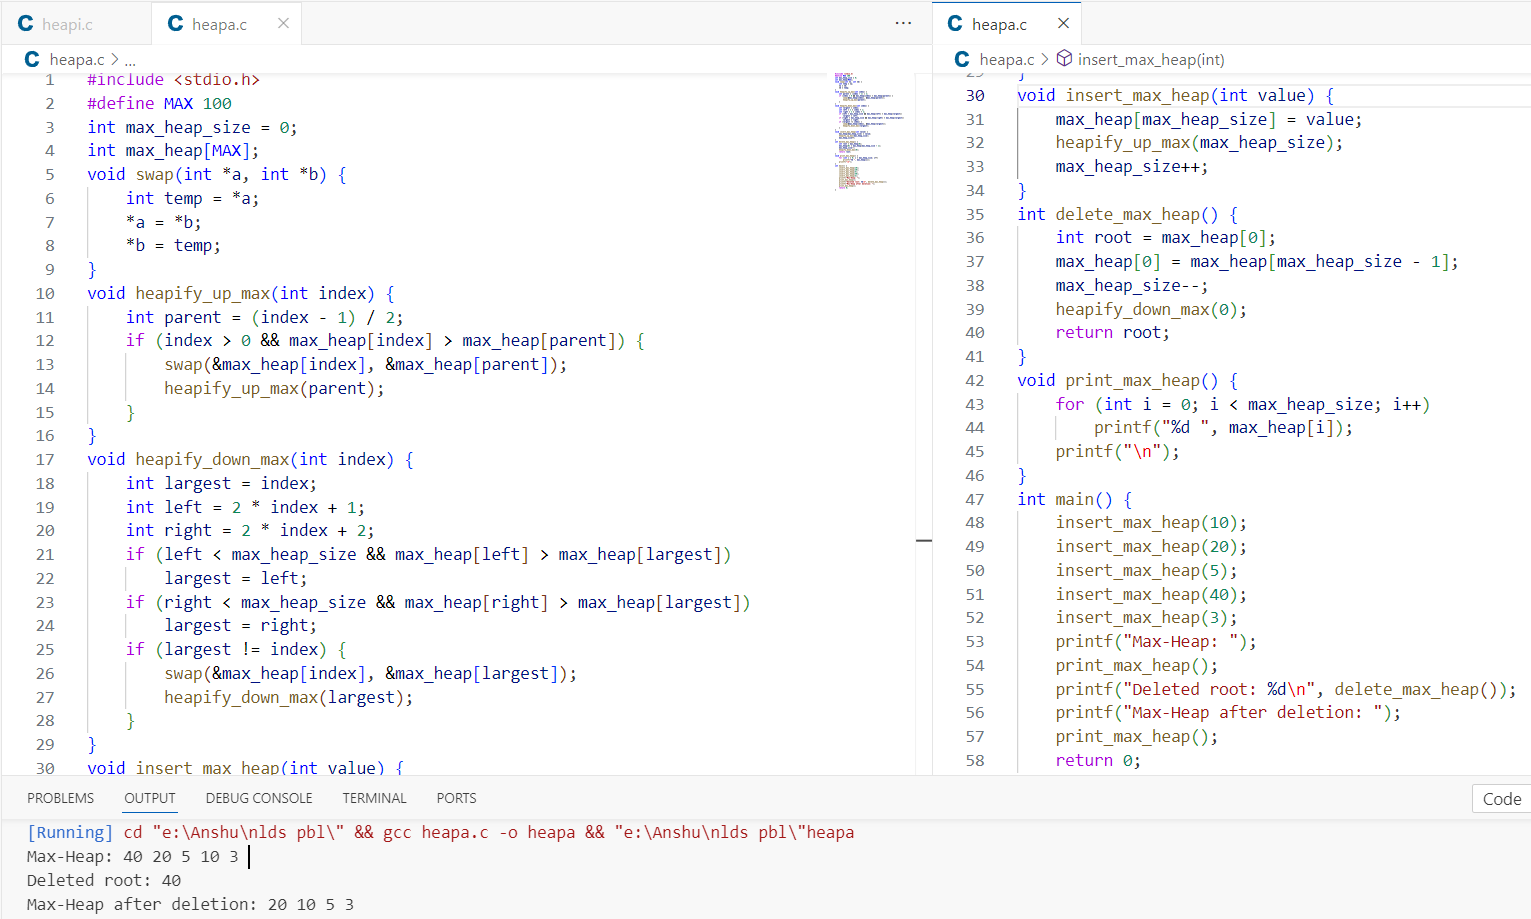 heapi.c
heapa.c
heapa.c > ...
1 #include <stdio.h>
2 #define MAX 100
3 int max_heap_size = 0;
4 int max_heap[MAX];
5 void swap(int *a, int *b) {
6 int temp = *a;
7 *a = *b;
8 *b = temp;
9 }
10 void heapify_up_max(int index) {
11 int parent = (index - 1) / 2;
12 if (index > 0 && max_heap[index] > max_heap[parent]) {
13 swap(&max_heap[index], &max_heap[parent]);
14 heapify_up_max(parent);
15 }
16 }
17 void heapify_down_max(int index) {
18 int largest = index;
19 int left = 2 * index + 1;
20 int right = 2 * index + 2;
21 if (left < max_heap_size && max_heap[left] > max_heap[largest])
22 largest = left;
23 if (right < max_heap_size && max_heap[right] > max_heap[largest])
24 largest = right;
25 if (largest != index) {
26 swap(&max_heap[index], &max_heap[largest]);
27 heapify_down_max(largest);
28 }
29 }
30 void insert_max_heap(int value) {
heapa.c
heapa.c > insert_max_heap(int)
29 }
30 void insert_max_heap(int value) {
31 max_heap[max_heap_size] = value;
32 heapify_up_max(max_heap_size);
33 max_heap_size++;
34 }
35 int delete_max_heap() {
36 int root = max_heap[0];
37 max_heap[0] = max_heap[max_heap_size - 1];
38 max_heap_size--;
39 heapify_down_max(0);
40 return root;
41 }
42 void print_max_heap() {
43 for (int i = 0; i < max_heap_size; i++)
44 printf("%d ", max_heap[i]);
45 printf("\n");
46 }
47 int main() {
48 insert_max_heap(10);
49 insert_max_heap(20);
50 insert_max_heap(5);
51 insert_max_heap(40);
52 insert_max_heap(3);
53 printf("Max-Heap: ");
54 print_max_heap();
55 printf("Deleted root: %d\n", delete_max_heap());
56 printf("Max-Heap after deletion: ");
57 print_max_heap();
58 return 0;
PROBLEMS OUTPUT DEBUG CONSOLE TERMINAL PORTS
Code
[Running] cd "e:\Anshu\nlds pbl\" && gcc heapa.c -o heapa && "e:\Anshu\nlds pbl\"heapa
Max-Heap: 40 20 5 10 3
Deleted root: 40
Max-Heap after deletion: 20 10 5 3